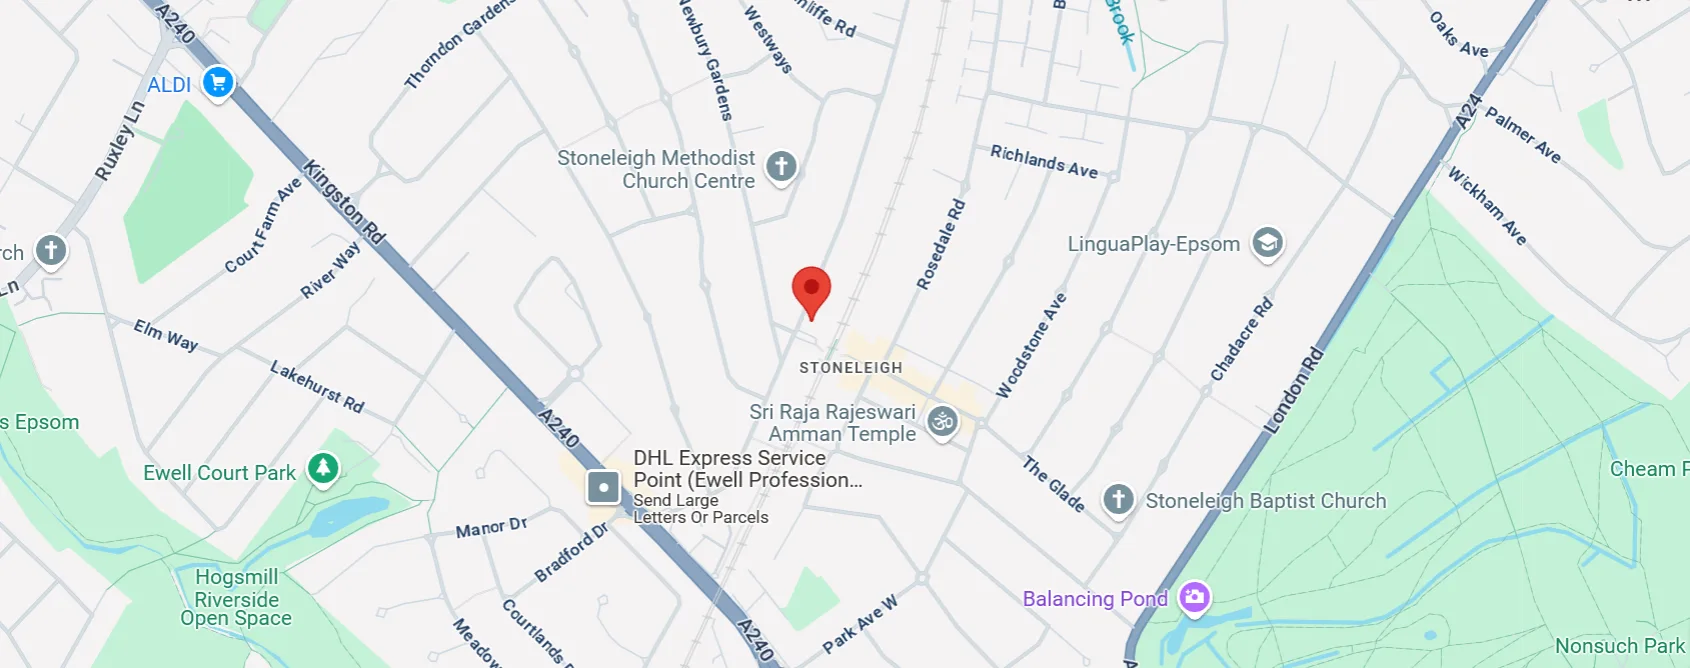 A240
Thorndon Gardens
Newbury Gardens
Westways
Brook
Oaks Ave
ALDI
A24
Palmer Ave
Ruxley Ln
Stoneleigh Methodist
Church Centre
Richlands Ave
Kingston Rd
Court Farm Ave
Wickham Ave
Rosedale Rd
LinguaPlay-Epsom
River Way
Elm Way
Woodstone Ave
Chadacre Rd
STONELEIGH
Lakehurst Rd
London Rd
Sri Raja Rajeswari
Amman Temple
s Epsom
A240
Ewell Court Park
DHL Express Service
Point (Ewell Profession...
Send Large
Letters Or Parcels
The Glade
Stoneleigh Baptist Church
Cheam P
Manor Dr
Bradford Dr
Hogsmill
Riverside
Open Space
Balancing Pond
Park Ave W
Courtlands
Meadow
A240
Nonsuch Park